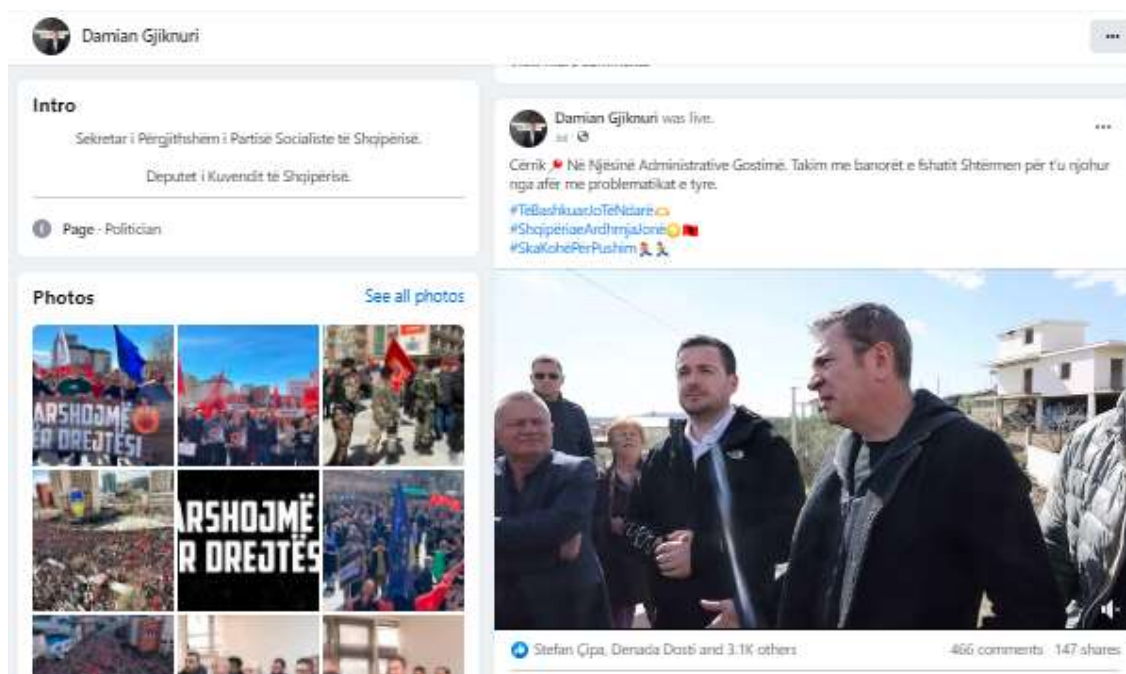 Damian Gjiknuri
Intro
Sekretar i Përgjithshëm i Partisë Socialiste të Shqipërisë.
Deputet i Kuvendit të Shqipërisë.
Page · Politician
Photos
See all photos
ARSHOJMË
ËR DREJTËSI
ARSHOJMË
R DREJTËS
Damian Gjiknuri was live.
Cërrik 📍 Në Njësinë Administrative Gostimë. Takim me banorët e fshatit Shtërmen për t'u njohur
nga afër me problematikat e tyre.
#TëBashkuarJoTëNdarë
#ShqipëriaeArdhmjaJonë
#SkaKohëPërPushim
Stefan Çipa, Denada Dosti and 3.1K others
466 comments 147 shares